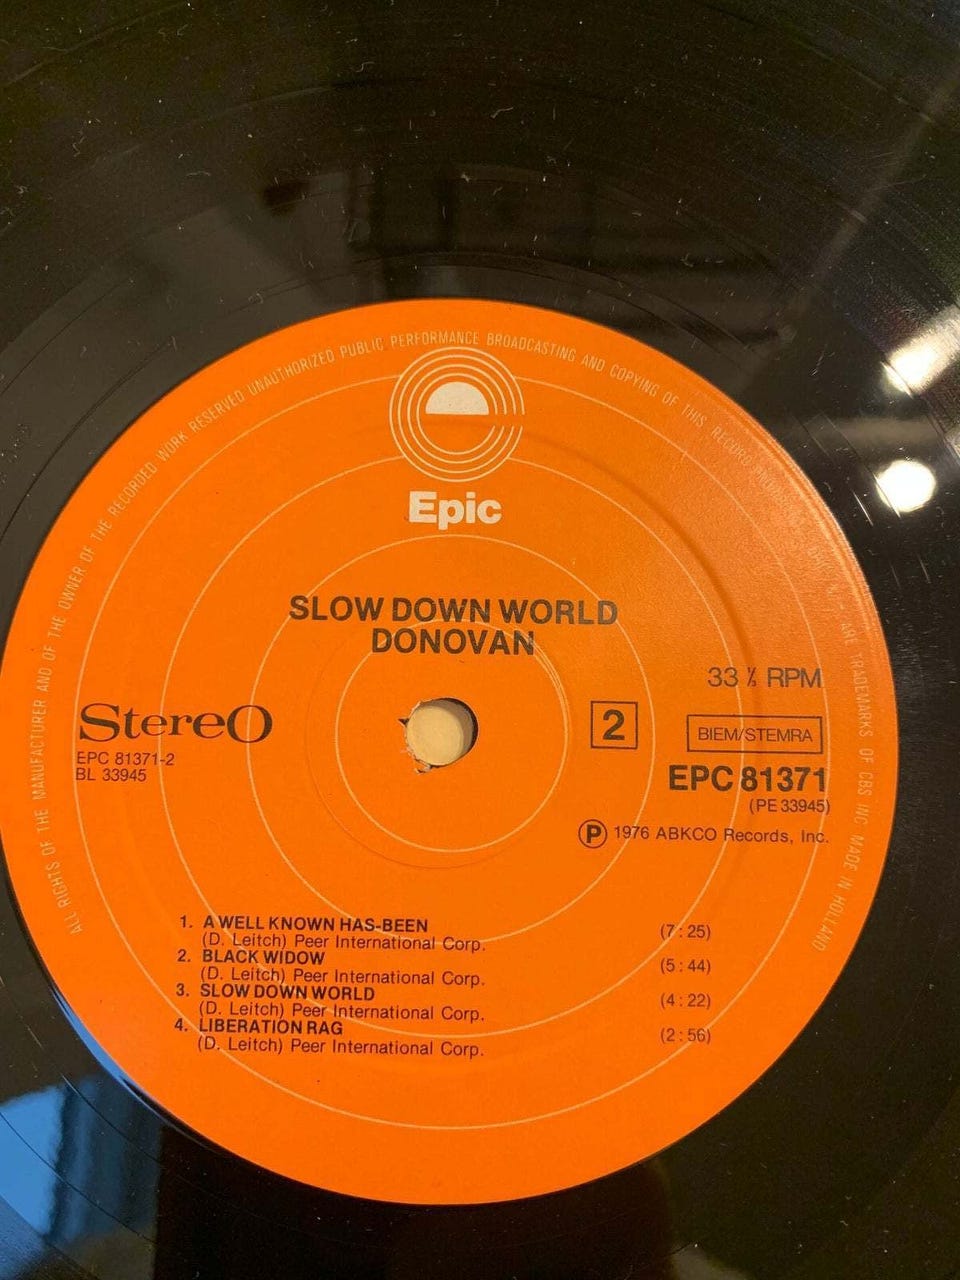 ALL RIGHTS OF THE MANUFACTURER AND OF THE OWNER OF THE RECORDED WORK RESERVED UNAUTHORIZED PUBLIC PERFORMANCE BROADCASTING AND COPYING OF THIS RECORD ARE TRADEMARKS OF CBS INC MADE IN HOLLAND
Epic
SLOW DOWN WORLD
DONOVAN
33 ⅓ RPM
Stereo
2
BIEM/STEMRA
EPC 81371-2
BL 33945
EPC 81371
(PE 33945)
Ⓟ 1976 ABKCO Records, Inc.
1. A WELL KNOWN HAS-BEEN (7:25)
(D. Leitch) Peer International Corp.
2. BLACK WIDOW (5:44)
(D. Leitch) Peer International Corp.
3. SLOW DOWN WORLD (4:22)
(D. Leitch) Peer International Corp.
4. LIBERATION RAG (2:56)
(D. Leitch) Peer International Corp.